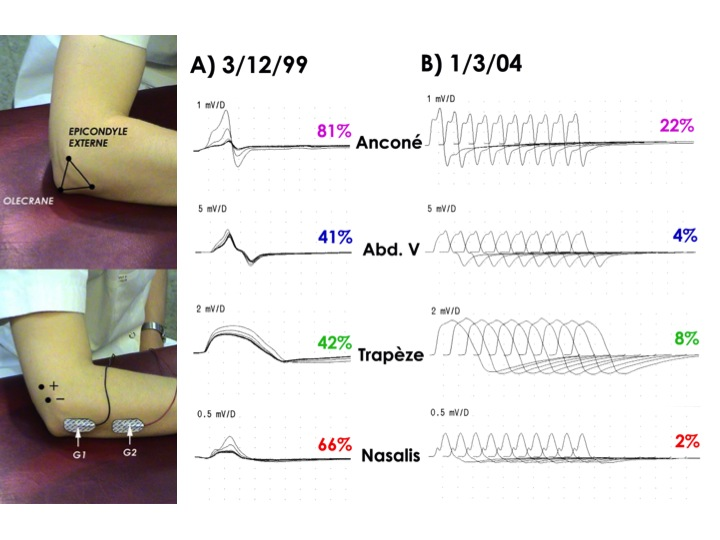 A) 3/12/99
B) 1/3/04
EPICONDYLE
EXTERNE
OLECRANE
+
−
G1
G2
1 mV/D
81%
Anconé
1 mV/D
22%
5 mV/D
41%
Abd. V
5 mV/D
4%
2 mV/D
42%
Trapèze
2 mV/D
8%
0.5 mV/D
66%
Nasalis
0.5 mV/D
2%